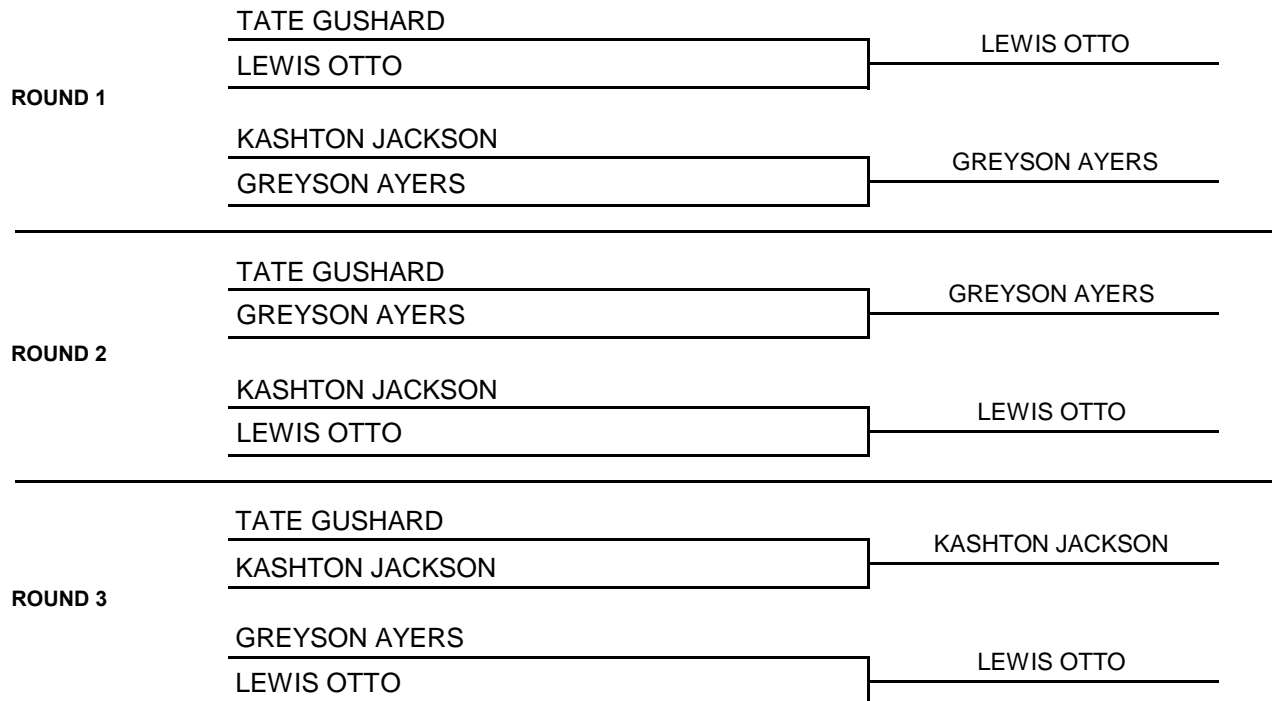 TATE GUSHARD
LEWIS OTTO
LEWIS OTTO
ROUND 1
KASHTON JACKSON
GREYSON AYERS
GREYSON AYERS
TATE GUSHARD
GREYSON AYERS
GREYSON AYERS
ROUND 2
KASHTON JACKSON
LEWIS OTTO
LEWIS OTTO
TATE GUSHARD
KASHTON JACKSON
KASHTON JACKSON
ROUND 3
GREYSON AYERS
LEWIS OTTO
LEWIS OTTO